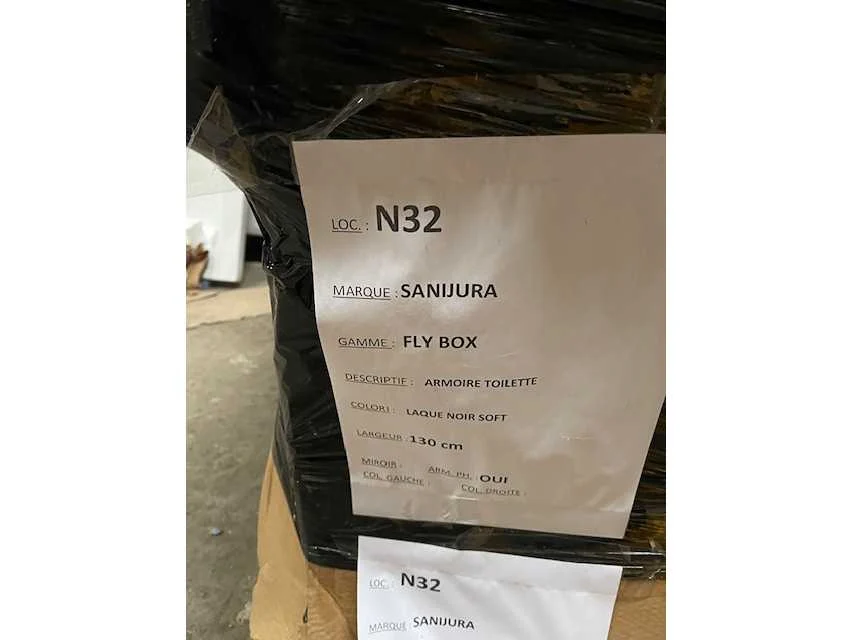 LOC. : N32
MARQUE : SANIJURA
GAMME : FLY BOX
DESCRIPTIF : ARMOIRE TOILETTE
COLORI : LAQUE NOIR SOFT
LARGEUR : 130 cm
MIROIR : ARM. PH. : OUI
COL. GAUCHE : COL. DROITE :
LOC. : N32
MARQUE : SANIJURA